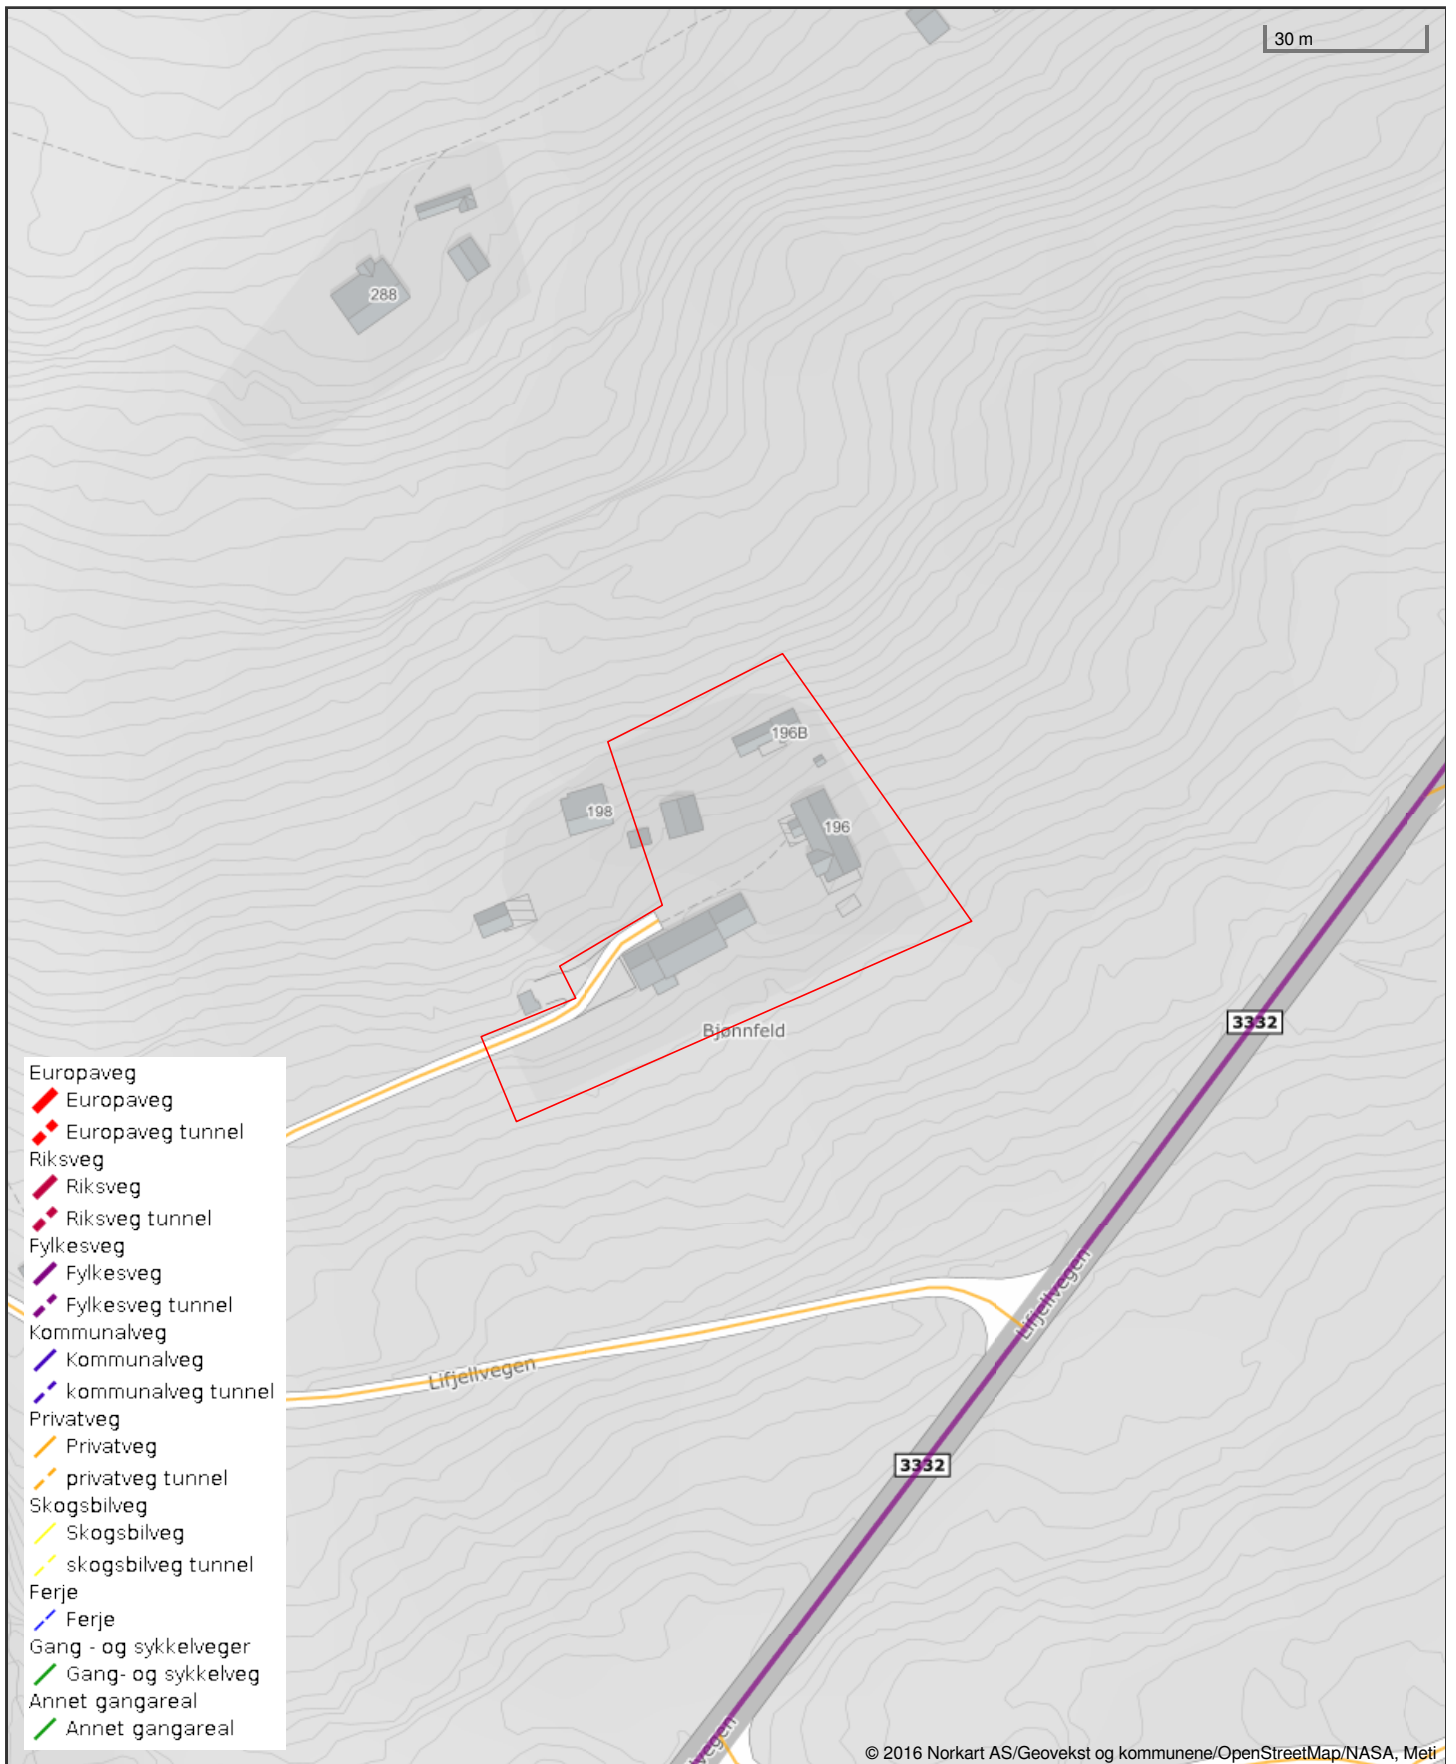 30 m
288
196B
198
196
Bjønnfeld
3332
Lifjellvegen
Lifjellvegen
3332
Europaveg
Europaveg
Europaveg tunnel
Riksveg
Riksveg
Riksveg tunnel
Fylkesveg
Fylkesveg
Fylkesveg tunnel
Kommunalveg
Kommunalveg
kommunalveg tunnel
Privatveg
Privatveg
privatveg tunnel
Skogsbilveg
Skogsbilveg
skogsbilveg tunnel
Ferje
Ferje
Gang - og sykkelveger
Gang- og sykkelveg
Annet gangareal
Annet gangareal
lvegen
© 2016 Norkart AS/Geovekst og kommunene/OpenStreetMap/NASA, Meti